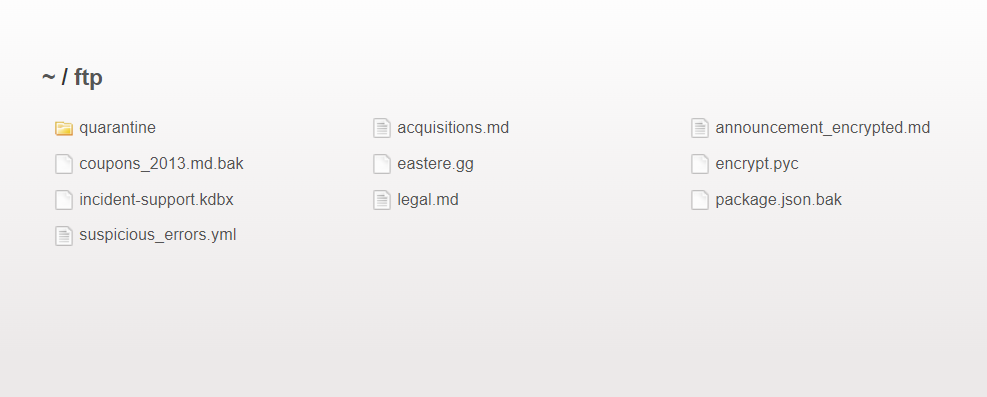 ~ / ftp
quarantine acquisitions.md announcement_encrypted.md
coupons_2013.md.bak eastere.gg encrypt.pyc
incident-support.kdbx legal.md package.json.bak
suspicious_errors.yml